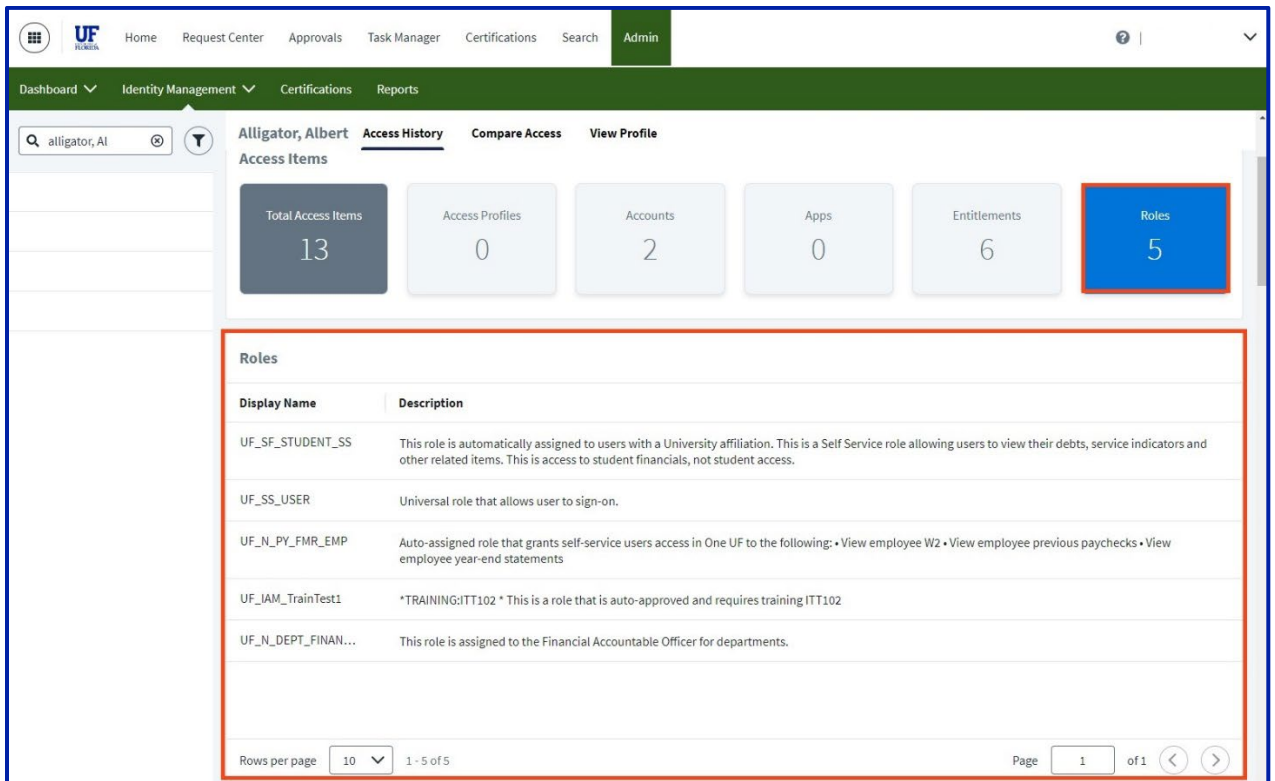 UF
FLORIDA
Home Request Center Approvals Task Manager Certifications Search Admin
Dashboard Identity Management Certifications Reports
alligator, Al
Alligator, Albert Access History Compare Access View Profile
Access Items
Total Access Items
13
Access Profiles
0
Accounts
2
Apps
0
Entitlements
6
Roles
5
Roles
Display Name Description
UF_SF_STUDENT_SS This role is automatically assigned to users with a University affiliation. This is a Self Service role allowing users to view their debts, service indicators and
other related items. This is access to student financials, not student access.
UF_SS_USER Universal role that allows user to sign-on.
UF_N_PY_FMR_EMP Auto-assigned role that grants self-service users access in One UF to the following: • View employee W2 • View employee previous paychecks • View
employee year-end statements
UF_IAM_TrainTest1 *TRAINING:ITT102 * This is a role that is auto-approved and requires training ITT102
UF_N_DEPT_FINAN... This role is assigned to the Financial Accountable Officer for departments.
Rows per page 10 1 - 5 of 5 Page 1 of 1